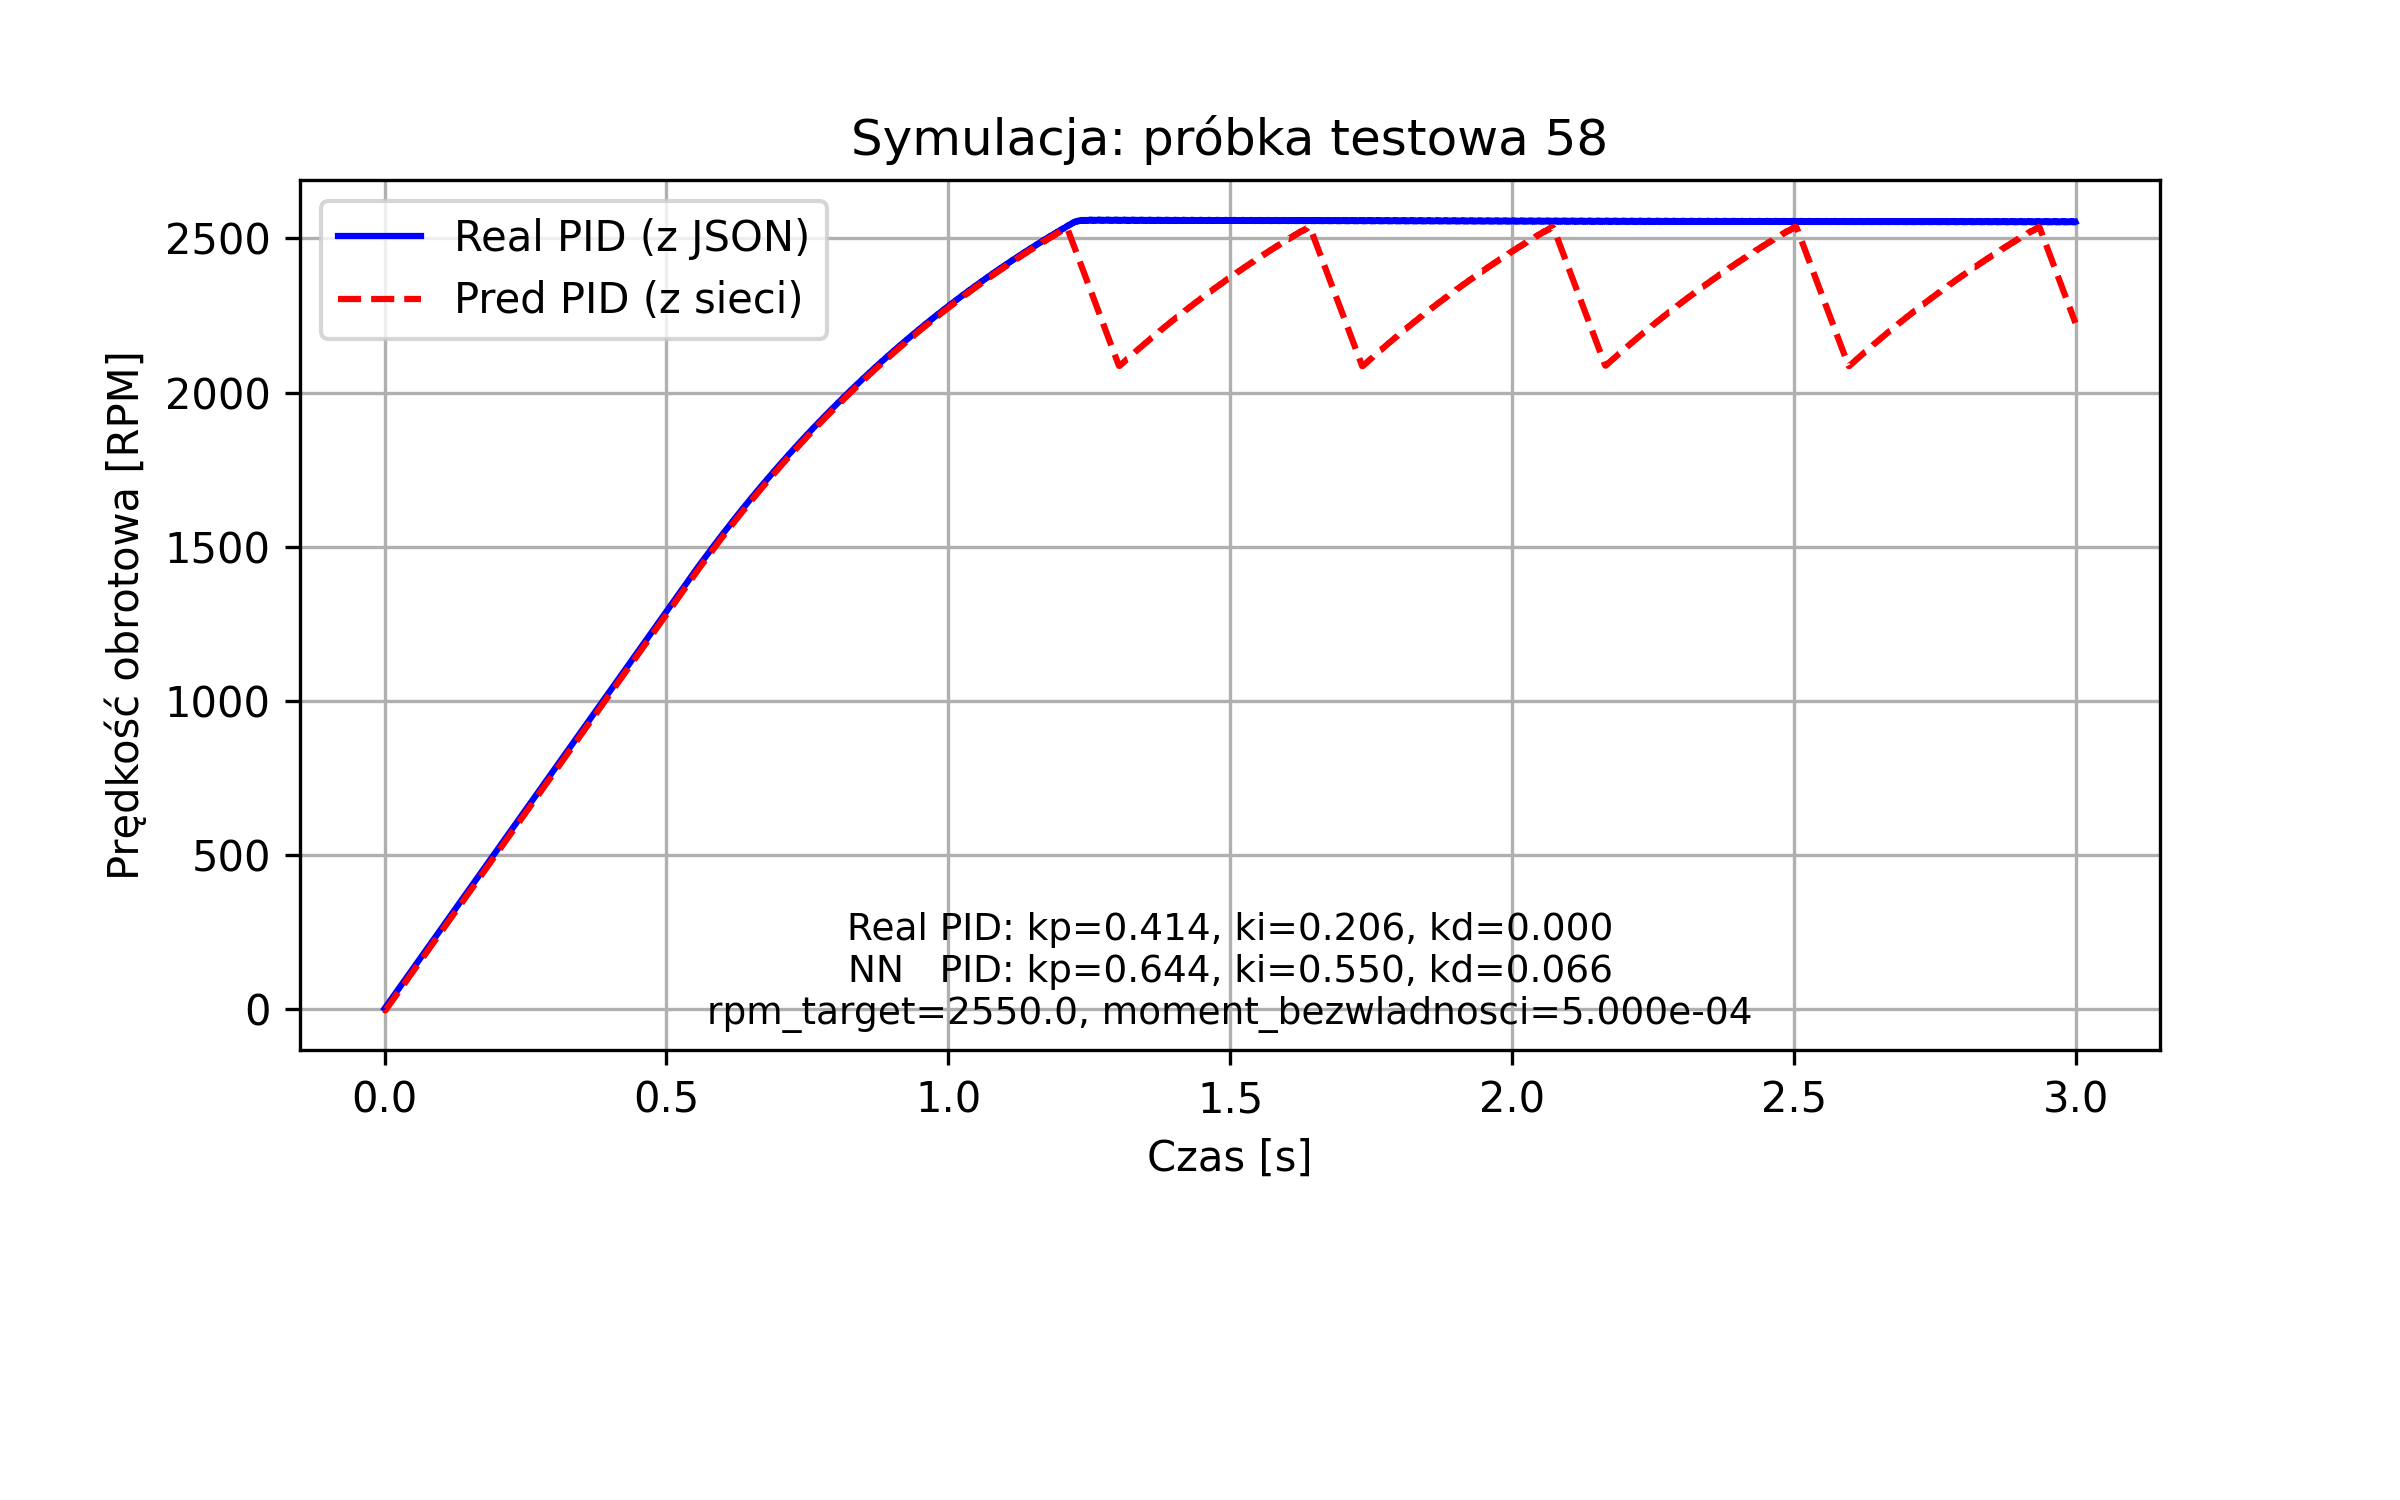 Symulacja: próbka testowa 58
Real PID (z JSON)
Pred PID (z sieci)
Prędkość obrotowa [RPM]
2500
2000
1500
1000
500
0
Real PID: kp=0.414, ki=0.206, kd=0.000
NN   PID: kp=0.644, ki=0.550, kd=0.066
rpm_target=2550.0, moment_bezwladnosci=5.000e-04
0.0 0.5 1.0 1.5 2.0 2.5 3.0
Czas [s]